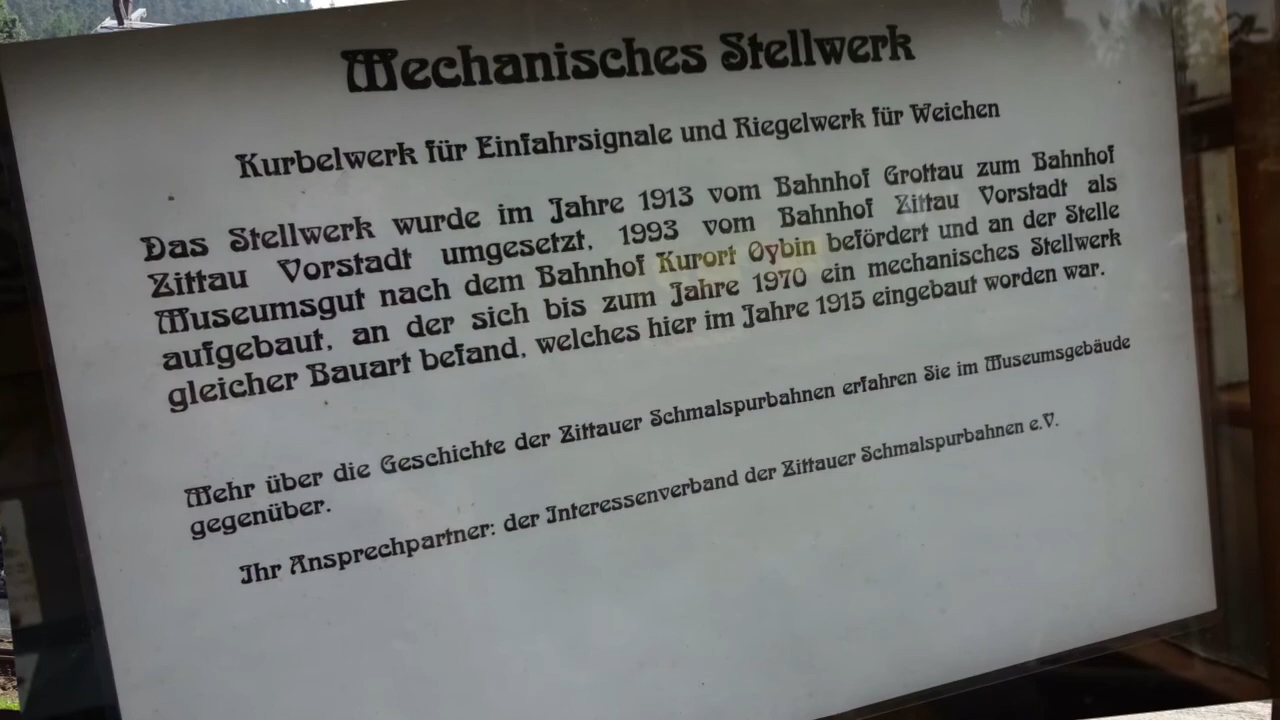 Mechanisches Stellwerk
Kurbelwerk für Einfahrsignale und Riegelwerk für Weichen
Das Stellwerk wurde im Jahre 1913 vom Bahnhof Grottau zum Bahnhof
Zittau Vorstadt umgesetzt, 1993 vom Bahnhof Zittau Vorstadt als
Museumsgut nach dem Bahnhof Kurort Oybin befördert und an der Stelle
aufgebaut, an der sich bis zum Jahre 1970 ein mechanisches Stellwerk
gleicher Bauart befand, welches hier im Jahre 1915 eingebaut worden war.
Mehr über die Geschichte der Zittauer Schmalspurbahnen erfahren Sie im Museumsgebäude
gegenüber.
Ihr Ansprechpartner: der Interessenverband der Zittauer Schmalspurbahnen e.V.